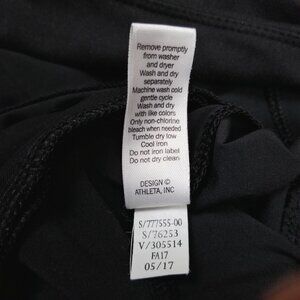 Remove promptly
from washer
and dryer
Wash and dry
separately
Machine wash cold
gentle cycle
Wash and dry
with like colors
Only non-chlorine
bleach when needed
Tumble dry low
Cool iron
Do not iron label
Do not dry clean
DESIGN ©
ATHLETA, INC
S/777555-00
S/76253
V/305514
FA17
05/17